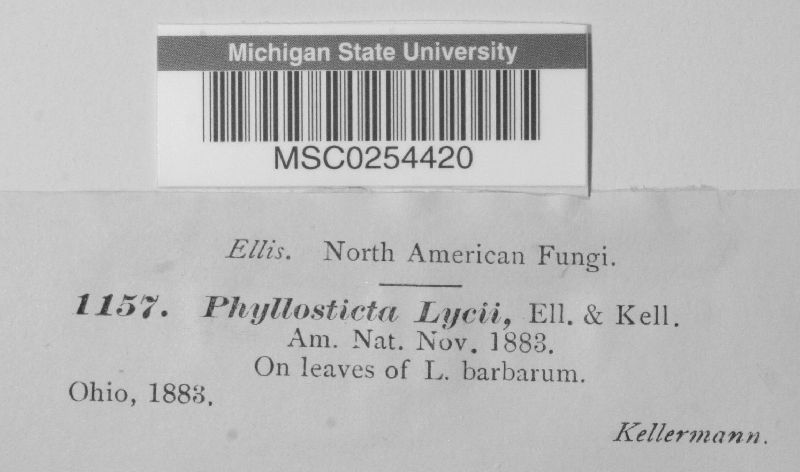 Michigan State University
MSC0254420
Ellis. North American Fungi.
1157. Phyllosticta Lycii, Ell. & Kell.
Am. Nat. Nov. 1883.
On leaves of L. barbarum.
Ohio, 1883.
Kellermann.